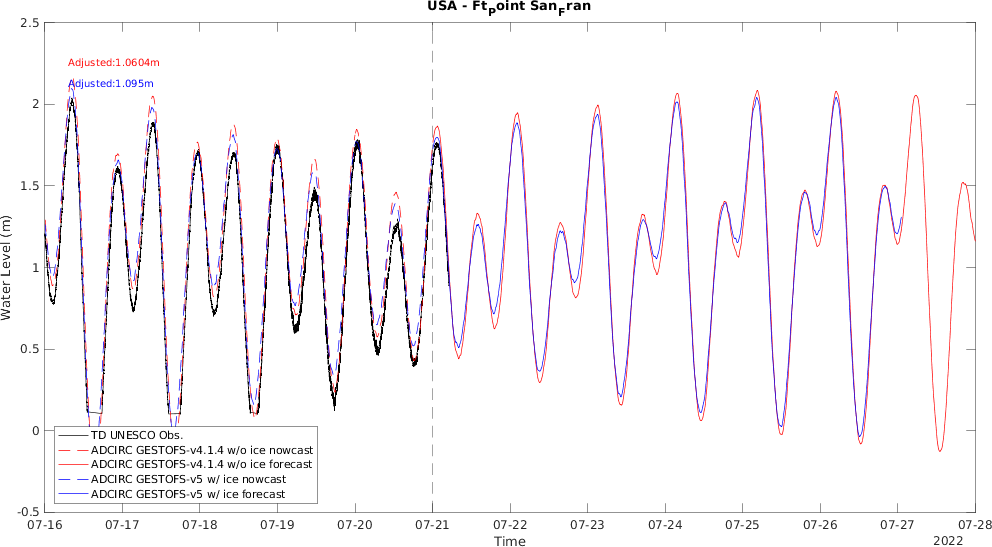 USA - Ft_Point San_Fran
Adjusted:1.0604m
Adjusted:1.095m
2.5
2
1.5
1
0.5
0
-0.5
Water Level (m)
TD UNESCO Obs.
ADCIRC GESTOFS-v4.1.4 w/o ice nowcast
ADCIRC GESTOFS-v4.1.4 w/o ice forecast
ADCIRC GESTOFS-v5 w/ ice nowcast
ADCIRC GESTOFS-v5 w/ ice forecast
07-16 07-17 07-18 07-19 07-20 07-21 07-22 07-23 07-24 07-25 07-26 07-27 07-28
Time
2022